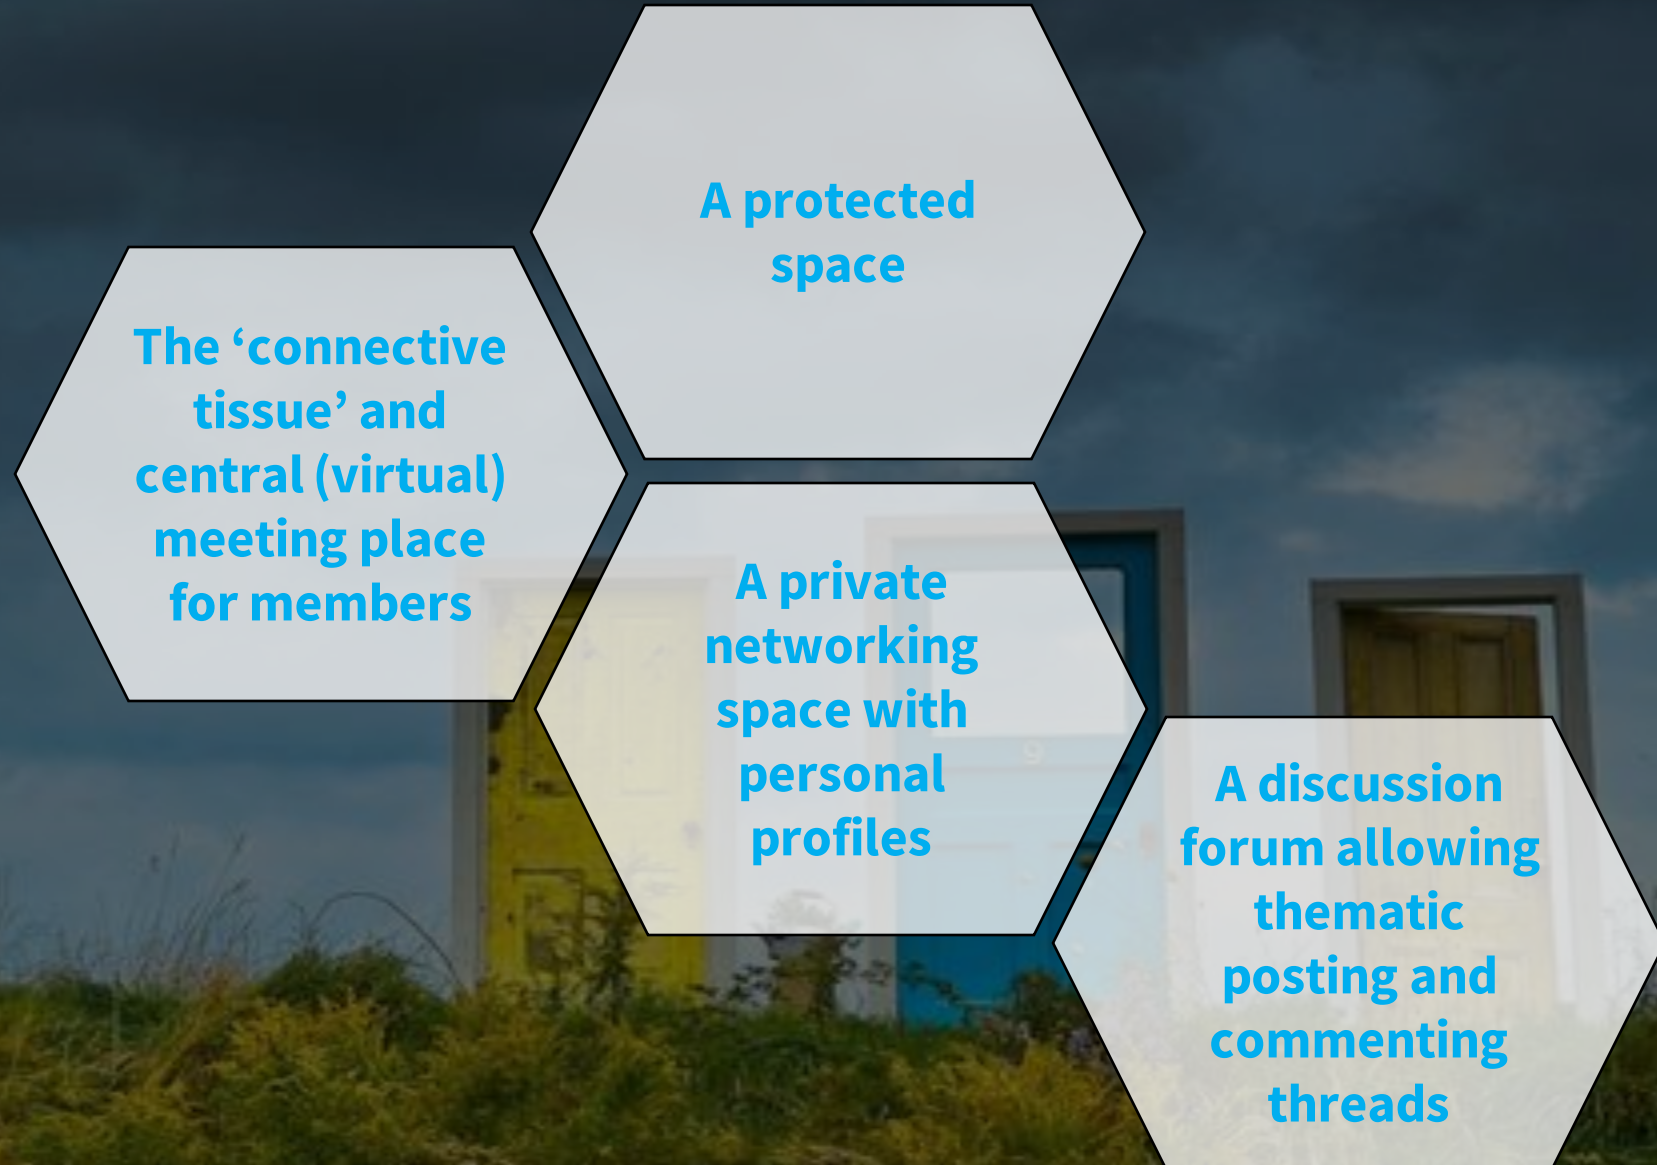 A protected
space
The ‘connective
tissue’ and
central (virtual)
meeting place
for members
A private
networking
space with
personal
profiles
9
A discussion
forum allowing
thematic
posting and
commenting
threads